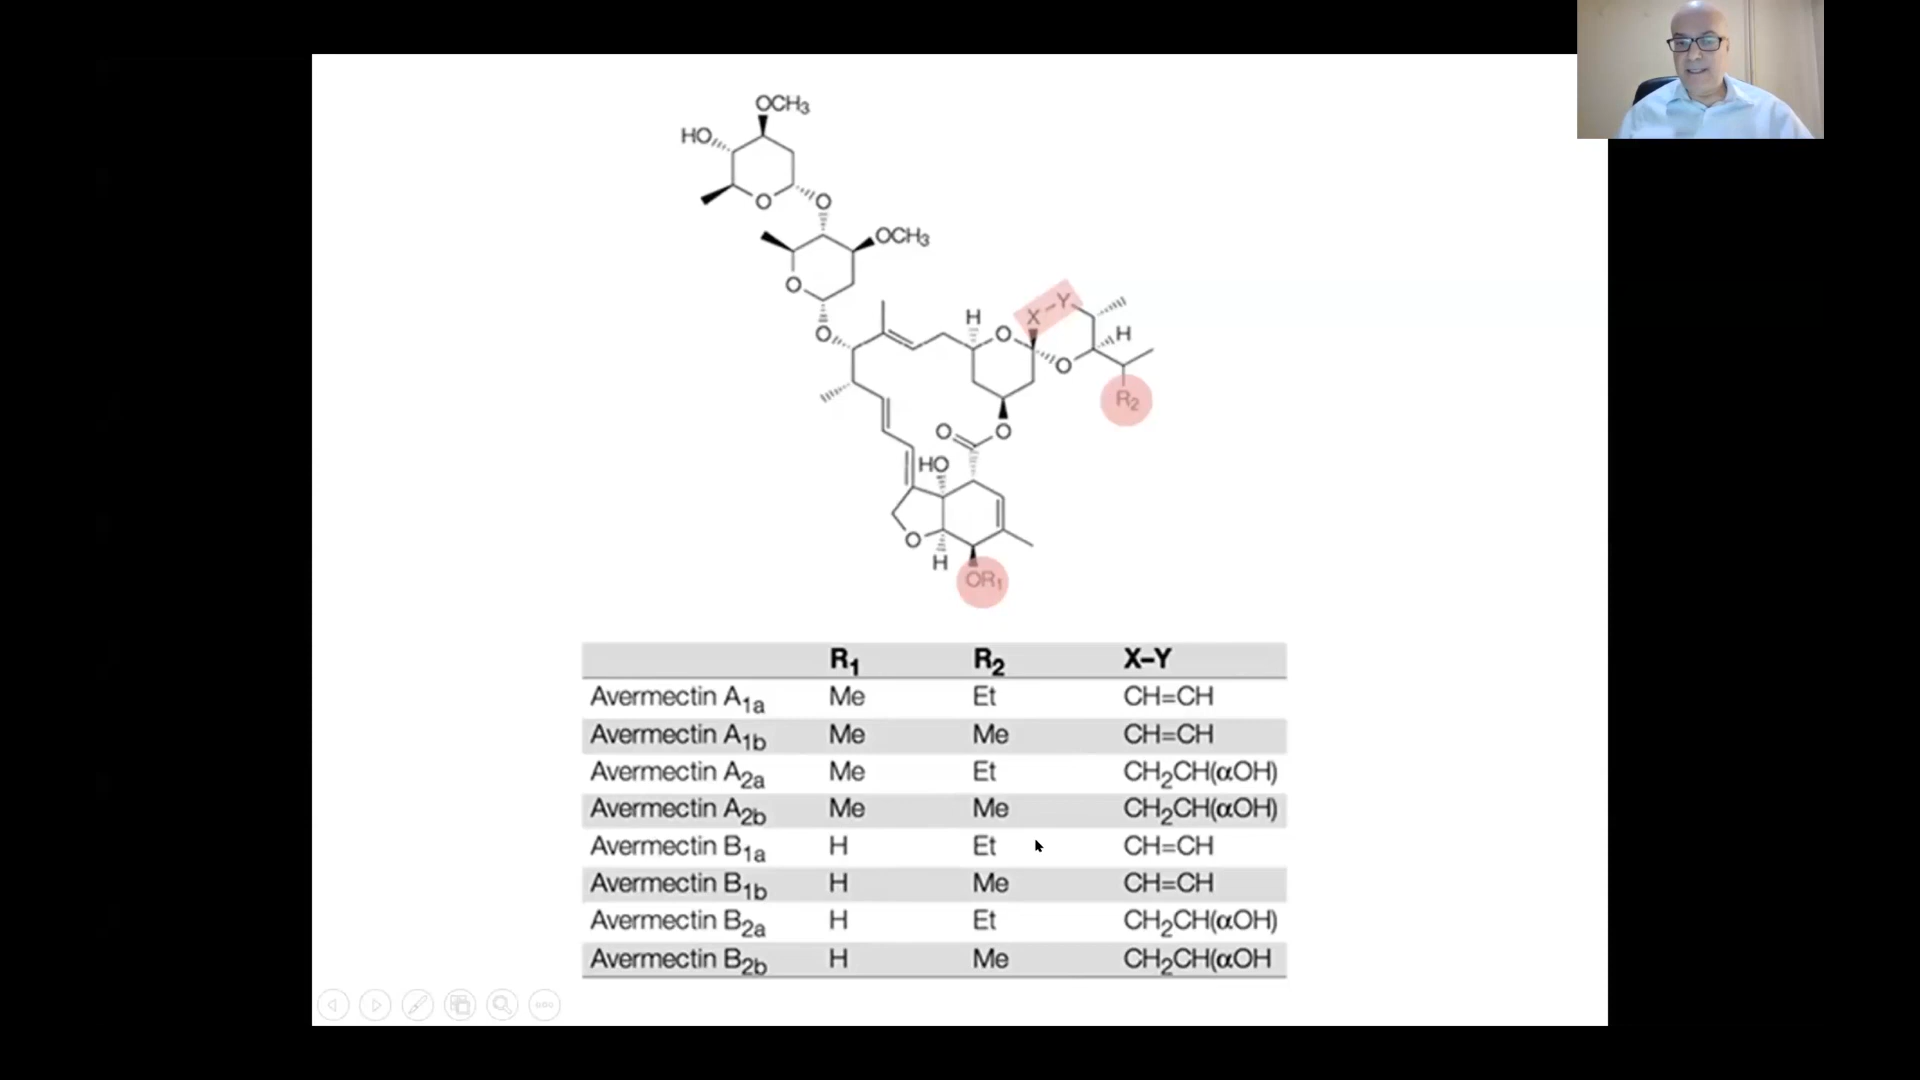 OCH₃
HO
O
O
OCH₃
O
O
H
O
X
Y
H
O
R₂
O
O
HO
O
H
OR₁
R₁ R₂ X–Y
Avermectin A₁ₐ Me Et CH=CH
Avermectin A1b Me Me CH=CH
Avermectin A₂ₐ Me Et CH₂CH(αOH)
Avermectin A2b Me Me CH₂CH(αOH)
Avermectin B₁ₐ H Et CH=CH
Avermectin B1b H Me CH=CH
Avermectin B₂ₐ H Et CH₂CH(αOH)
Avermectin B2b H Me CH₂CH(αOH